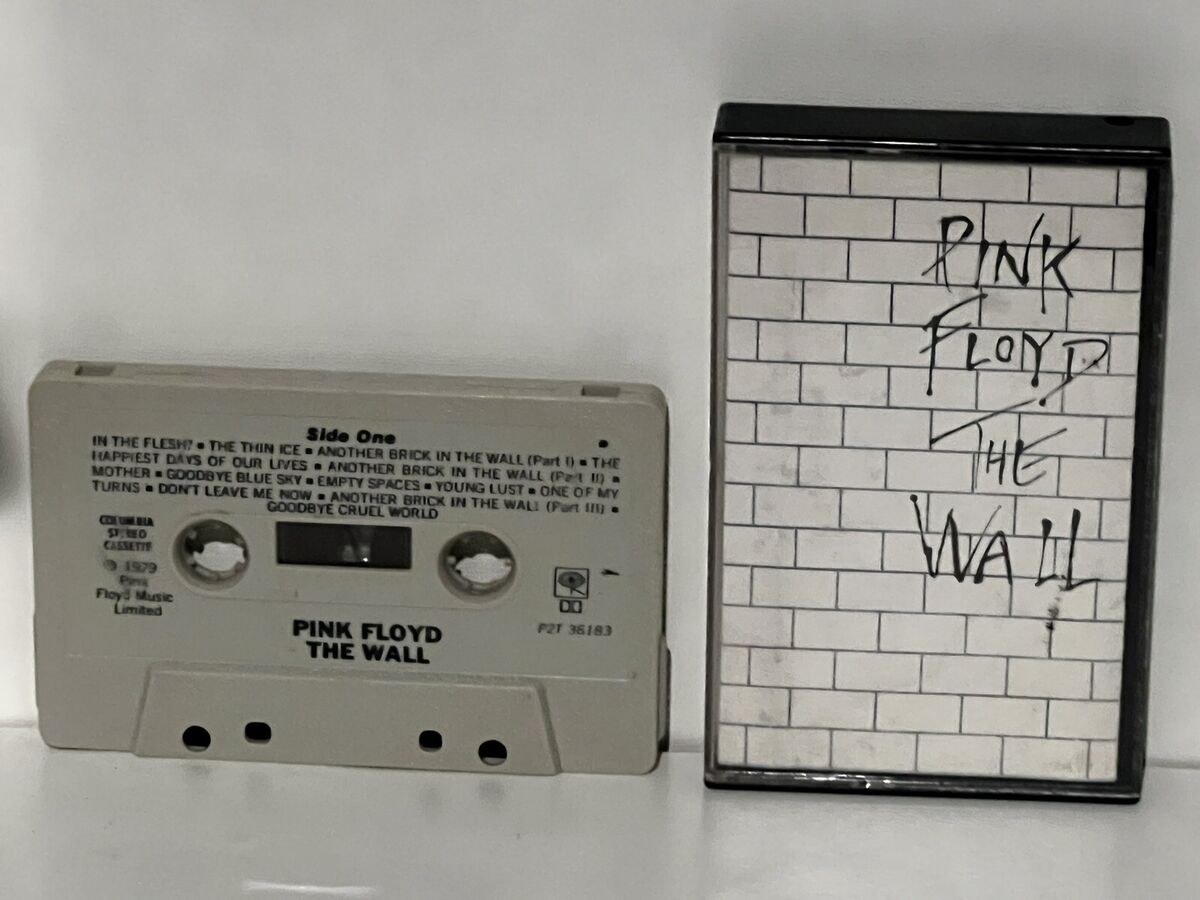 Side One
IN THE FLESH? ▪ THE THIN ICE ▪ ANOTHER BRICK IN THE WALL (Part I) ▪ THE
HAPPIEST DAYS OF OUR LIVES ▪ ANOTHER BRICK IN THE WALL (Part II) ▪
MOTHER ▪ GOODBYE BLUE SKY ▪ EMPTY SPACES ▪ YOUNG LUST ▪ ONE OF MY
TURNS ▪ DON'T LEAVE ME NOW ▪ ANOTHER BRICK IN THE WALL (Part III) ▪
GOODBYE CRUEL WORLD
COLUMBIA
STEREO
CASSETTE
℗ 1979
Pink
Floyd Music
Limited
P2T 36183
PINK FLOYD
THE WALL
PINK
FLOYD
THE
WALL